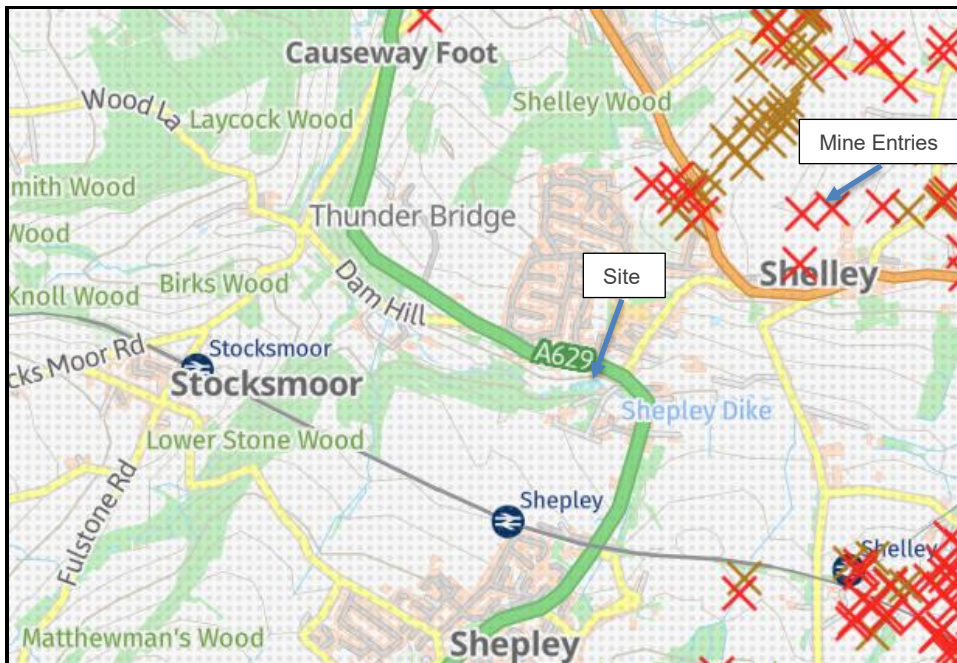 Causeway Foot
Wood La
Laycock Wood
Shelley Wood
Mine Entries
mith Wood
Wood
Thunder Bridge
Site
Shelley
Knoll Wood
Birks Wood
Dam Hill
cks Moor Rd
Stocksmoor
A629
Stocksmoor
Shepley Dike
Lower Stone Wood
Fulstone Rd
Shepley
Shelley
Matthewman's Wood
Shepley